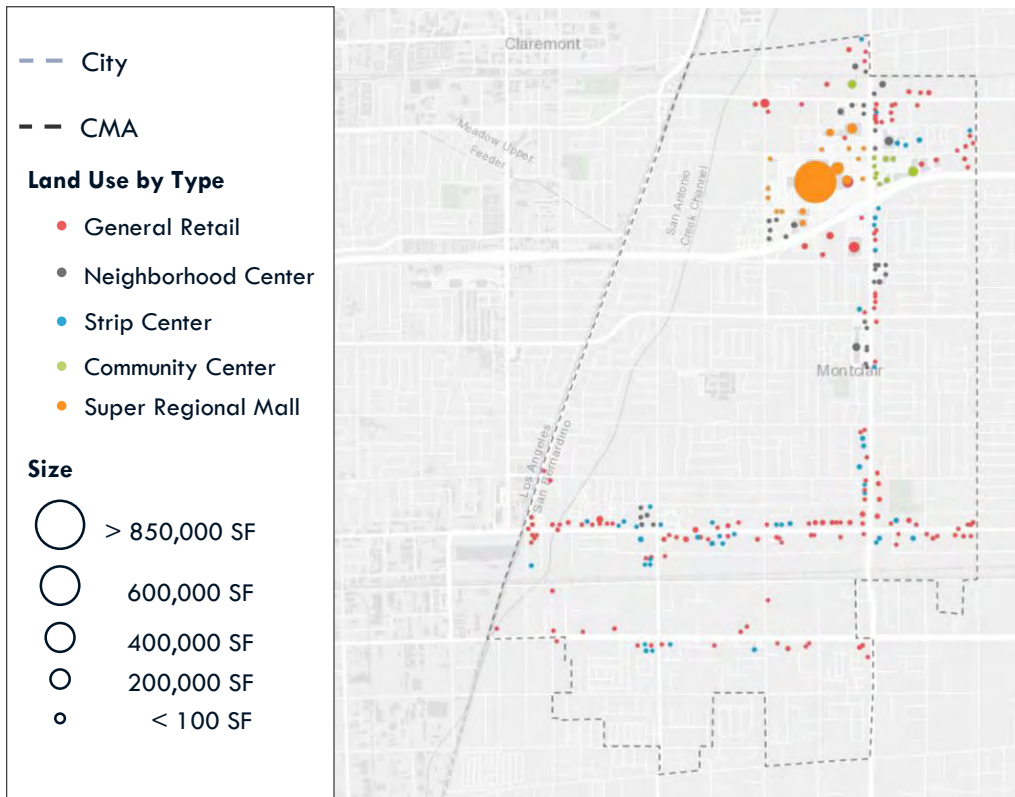 City
CMA
Land Use by Type
General Retail
Neighborhood Center
Strip Center
Community Center
Super Regional Mall
Size
> 850,000 SF
600,000 SF
400,000 SF
200,000 SF
< 100 SF
Claremont
Meadow Upper
Feeder
San Antonio
Creek Channel
Montclair
Los Angeles
San Bernardino